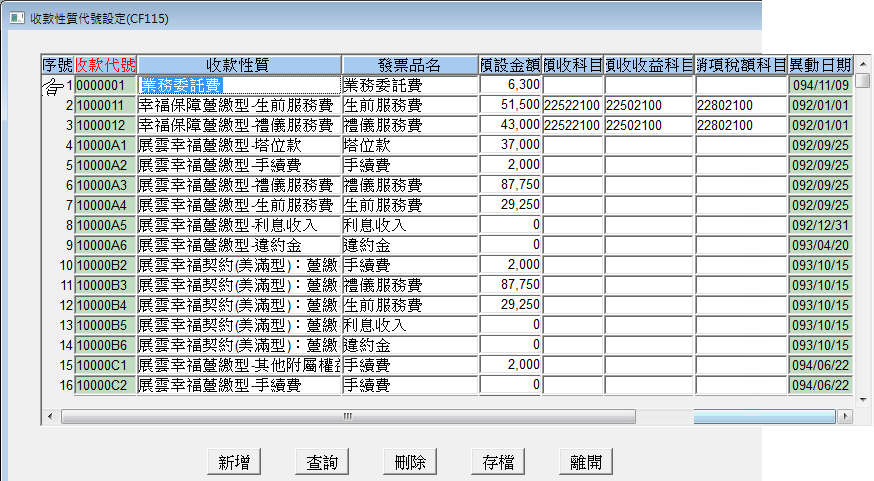 收款性質代號設定(CF115)
序號 收款代號 收款性質 發票品名 預設金額 預收科目 預收收益科目 銷項稅額科目 異動日期
1 0000001 業務委託費 業務委託費 6,300 094/11/09
2 1000011 幸福保障躉繳型-生前服務費 生前服務費 51,500 22522100 22502100 22802100 092/01/01
3 1000012 幸福保障躉繳型-禮儀服務費 禮儀服務費 43,000 22522100 22502100 22802100 092/01/01
4 10000A1 展雲幸福躉繳型-塔位款 塔位款 37,000 092/09/25
5 10000A2 展雲幸福躉繳型-手續費 手續費 2,000 092/09/25
6 10000A3 展雲幸福躉繳型-禮儀服務費 禮儀服務費 87,750 092/09/25
7 10000A4 展雲幸福躉繳型-生前服務費 生前服務費 29,250 092/09/25
8 10000A5 展雲幸福躉繳型-利息收入 利息收入 0 092/12/31
9 10000A6 展雲幸福躉繳型-違約金 違約金 0 093/04/20
10 10000B2 展雲幸福契約(美滿型)：躉繳 手續費 2,000 093/10/15
11 10000B3 展雲幸福契約(美滿型)：躉繳 禮儀服務費 87,750 093/10/15
12 10000B4 展雲幸福契約(美滿型)：躉繳 生前服務費 29,250 093/10/15
13 10000B5 展雲幸福契約(美滿型)：躉繳 利息收入 0 093/10/15
14 10000B6 展雲幸福契約(美滿型)：躉繳 違約金 0 093/10/15
15 10000C1 展雲幸福躉繳型-其他附屬權益 手續費 2,000 094/06/22
16 10000C2 展雲幸福躉繳型-手續費 手續費 0 094/06/22
新增 查詢 刪除 存檔 離開